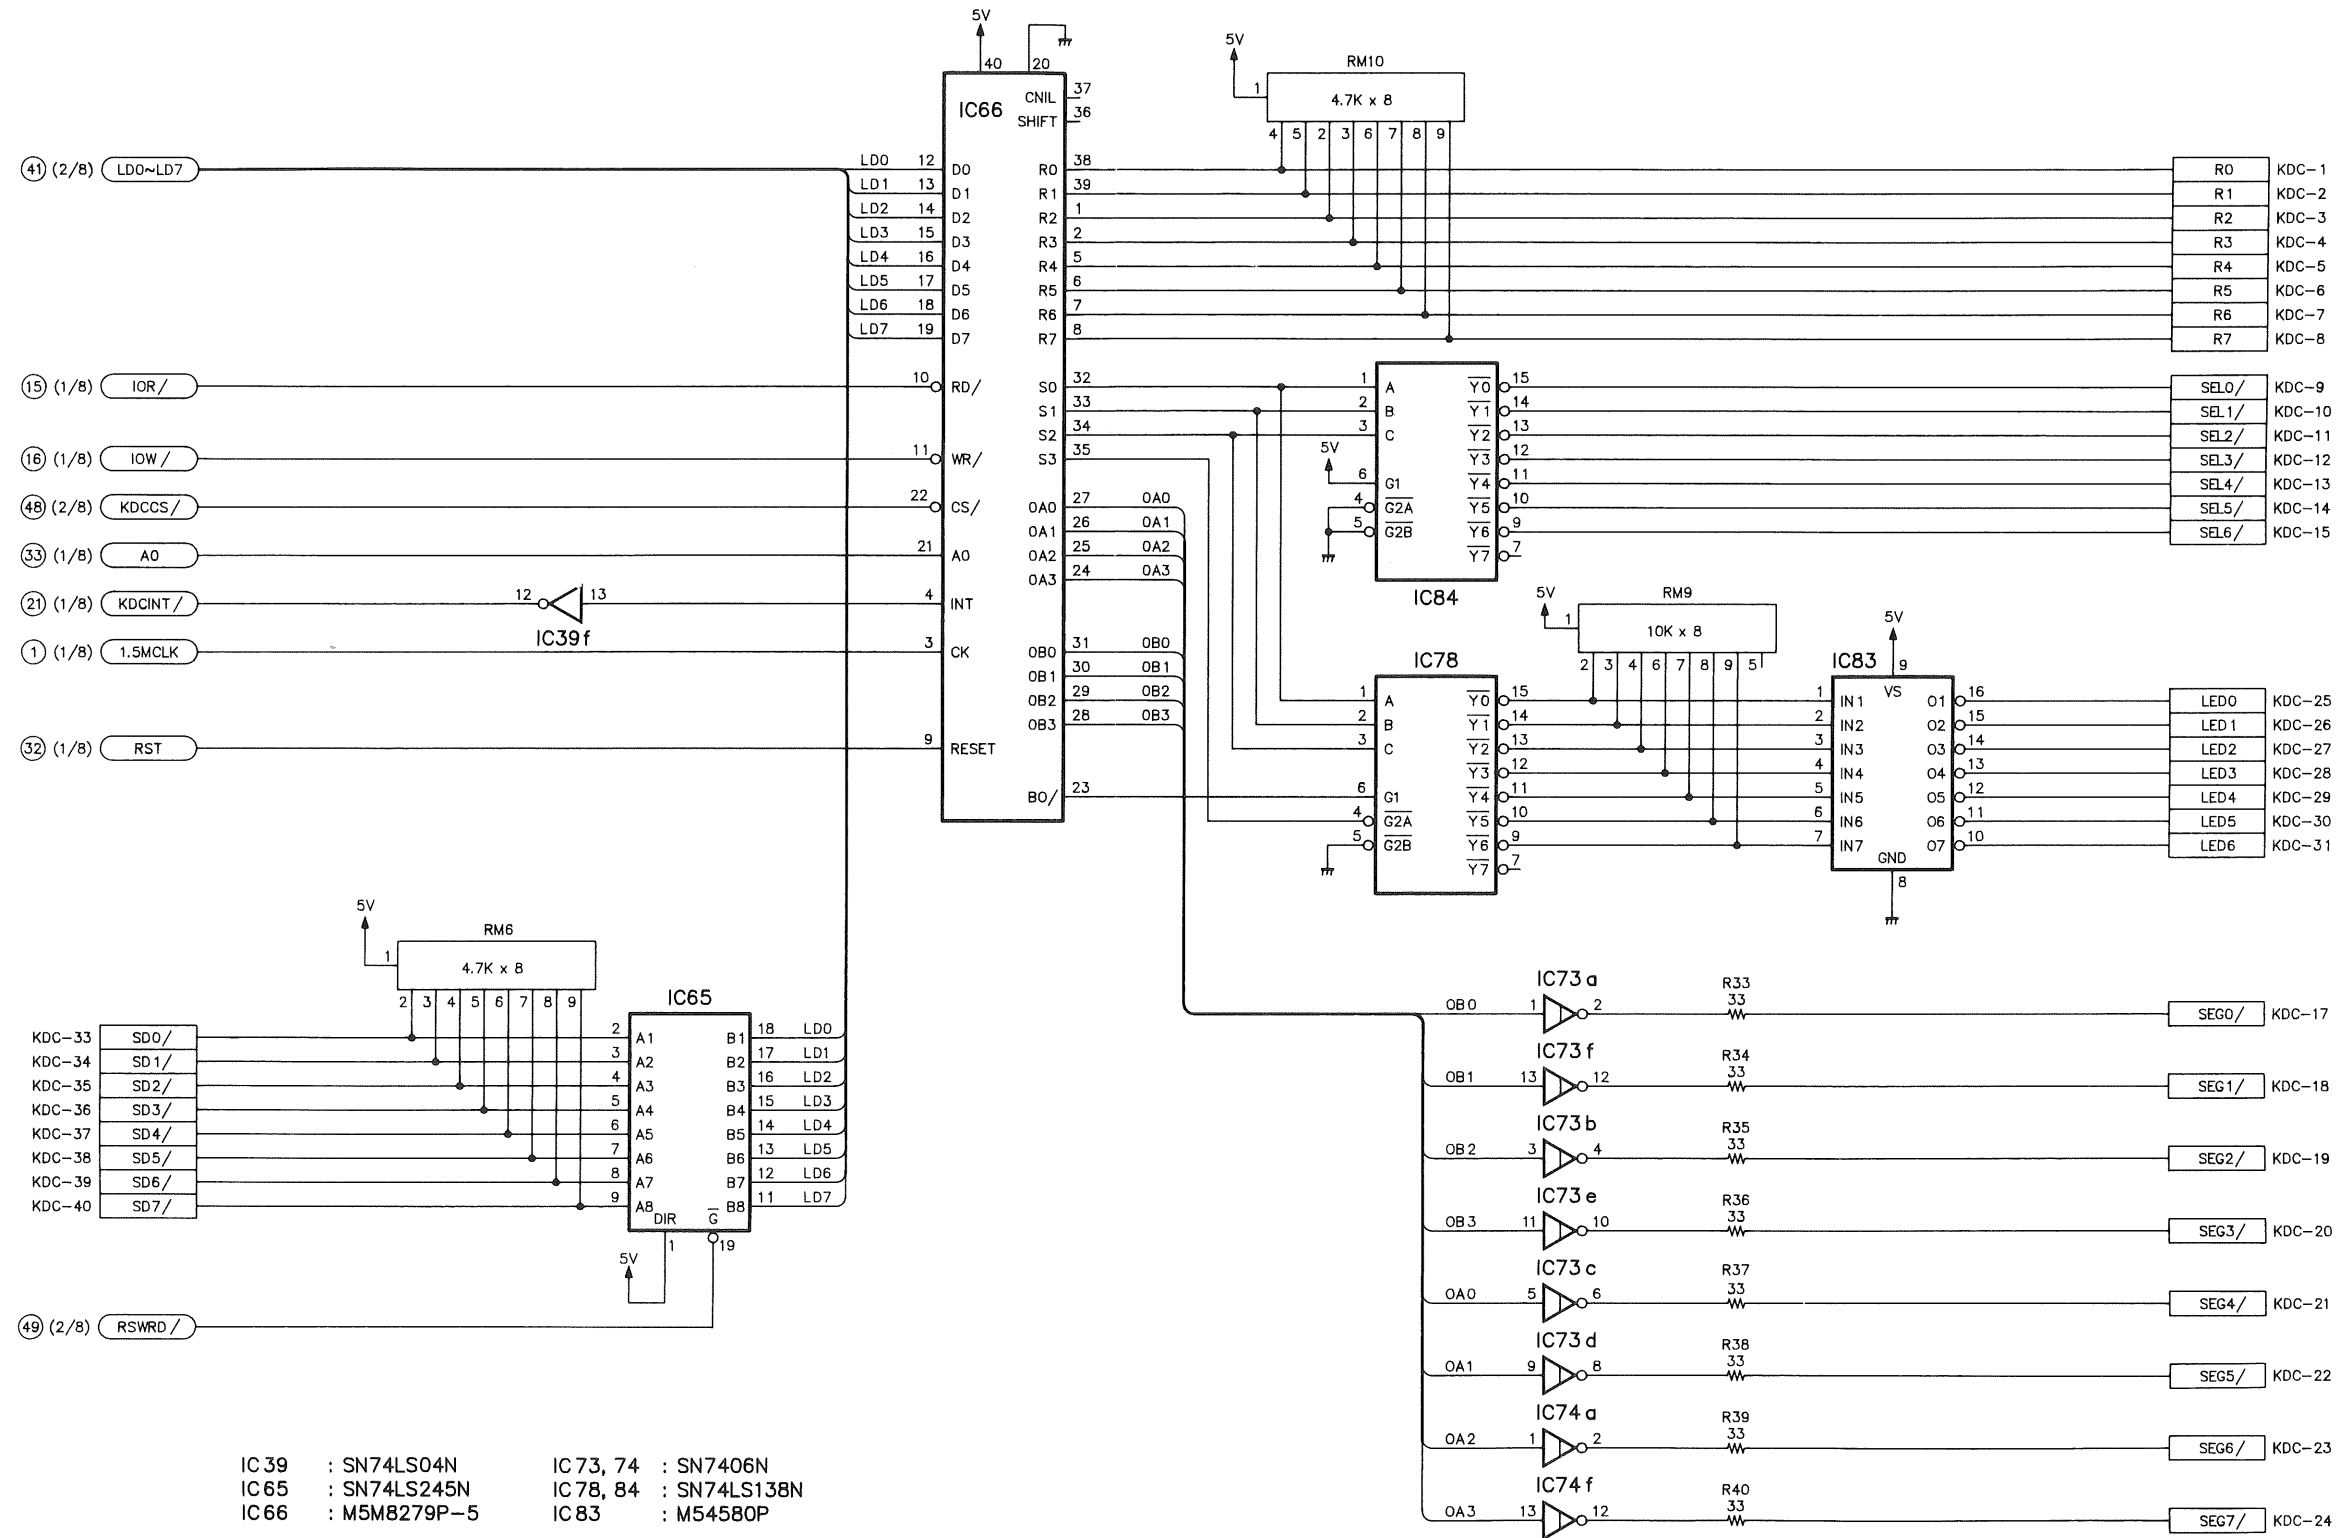 5V
40
20
IC66
CNIL 37
SHIFT 36
5V
RM10
1
4.7K x 8
4 5 2 3 6 7 8 9
41 (2/8) LD0~LD7
LD0 12 D0
LD1 13 D1
LD2 14 D2
LD3 15 D3
LD4 16 D4
LD5 17 D5
LD6 18 D6
LD7 19 D7
R0 38
R1 39
R2 1
R3 2
R4 5
R5 6
R6 7
R7 8
R0 KDC-1
R1 KDC-2
R2 KDC-3
R3 KDC-4
R4 KDC-5
R5 KDC-6
R6 KDC-7
R7 KDC-8
15 (1/8) IOR/ 10 RD/
16 (1/8) IOW/ 11 WR/
48 (2/8) KDCCS/ 22 CS/
33 (1/8) A0 21 A0
21 (1/8) KDCINT/ 12 13 4 INT
IC39f
1 (1/8) 1.5MCLK 3 CK
32 (1/8) RST 9 RESET
S0 32
S1 33
S2 34
S3 35
OA0 27 OA0
OA1 26 OA1
OA2 25 OA2
OA3 24 OA3
OB0 31 OB0
OB1 30 OB1
OB2 29 OB2
OB3 28 OB3
BO/ 23
1 A Y0 15
2 B Y1 14
3 C Y2 13
5V
Y3 12
6 G1 Y4 11
4 G2A Y5 10
5 G2B Y6 9
Y7 7
IC84
SEL0/ KDC-9
SEL1/ KDC-10
SEL2/ KDC-11
SEL3/ KDC-12
SEL4/ KDC-13
SEL5/ KDC-14
SEL6/ KDC-15
5V
RM9
1
10K x 8
2 3 4 6 7 8 9 5
IC78
1 A Y0 15
2 B Y1 14
3 C Y2 13
Y3 12
6 G1 Y4 11
4 G2A Y5 10
5 G2B Y6 9
Y7 7
5V
IC83
9
VS
1 IN1 O1 16
2 IN2 O2 15
3 IN3 O3 14
4 IN4 O4 13
5 IN5 O5 12
6 IN6 O6 11
7 IN7 O7 10
GND
8
LED0 KDC-25
LED1 KDC-26
LED2 KDC-27
LED3 KDC-28
LED4 KDC-29
LED5 KDC-30
LED6 KDC-31
5V
RM6
1
4.7K x 8
2 3 4 5 6 7 8 9
IC65
KDC-33 SD0/ 2 A1 B1 18 LD0
KDC-34 SD1/ 3 A2 B2 17 LD1
KDC-35 SD2/ 4 A3 B3 16 LD2
KDC-36 SD3/ 5 A4 B4 15 LD3
KDC-37 SD4/ 6 A5 B5 14 LD4
KDC-38 SD5/ 7 A6 B6 13 LD5
KDC-39 SD6/ 8 A7 B7 12 LD6
KDC-40 SD7/ 9 A8 B8 11 LD7
DIR G
1 19
5V
49 (2/8) RSWRD/
IC73a R33
OB0 1 2 33 SEG0/ KDC-17
IC73f R34
OB1 13 12 33 SEG1/ KDC-18
IC73b R35
OB2 3 4 33 SEG2/ KDC-19
IC73e R36
OB3 11 10 33 SEG3/ KDC-20
IC73c R37
OA0 5 6 33 SEG4/ KDC-21
IC73d R38
OA1 9 8 33 SEG5/ KDC-22
IC74a R39
OA2 1 2 33 SEG6/ KDC-23
IC74f R40
OA3 13 12 33 SEG7/ KDC-24
IC39 : SN74LS04N
IC65 : SN74LS245N
IC66 : M5M8279P-5
IC73, 74 : SN7406N
IC78, 84 : SN74LS138N
IC83 : M54580P